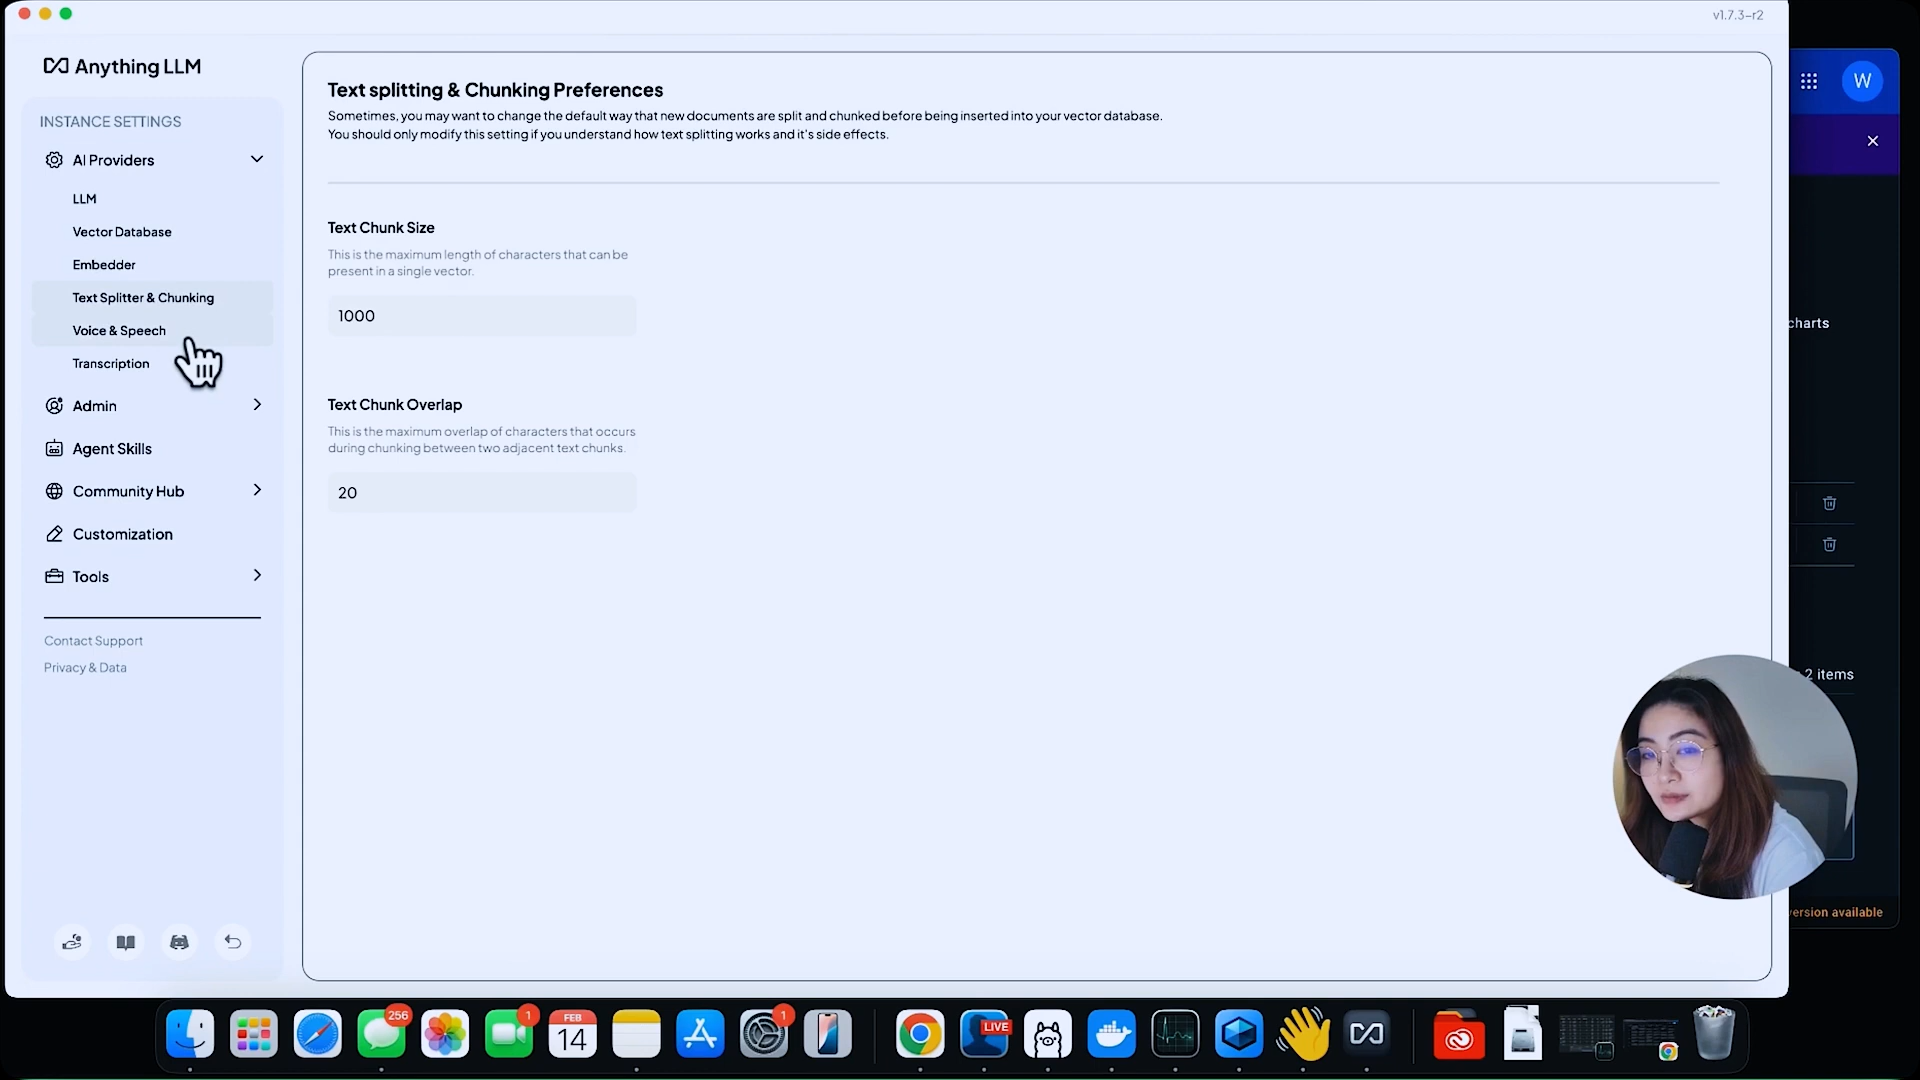 v1.7.3-r2
Anything LLM
INSTANCE SETTINGS
AI Providers
LLM
Vector Database
Embedder
Text Splitter & Chunking
Voice & Speech
Transcription
Admin
Agent Skills
Community Hub
Customization
Tools
Contact Support
Privacy & Data
Text splitting & Chunking Preferences
Sometimes, you may want to change the default way that new documents are split and chunked before being inserted into your vector database.
You should only modify this setting if you understand how text splitting works and it's side effects.
Text Chunk Size
This is the maximum length of characters that can be
present in a single vector.
1000
Text Chunk Overlap
This is the maximum overlap of characters that occurs
during chunking between two adjacent text chunks.
20
W
charts
2 items
version available
256
1
FEB
14
1
LIVE